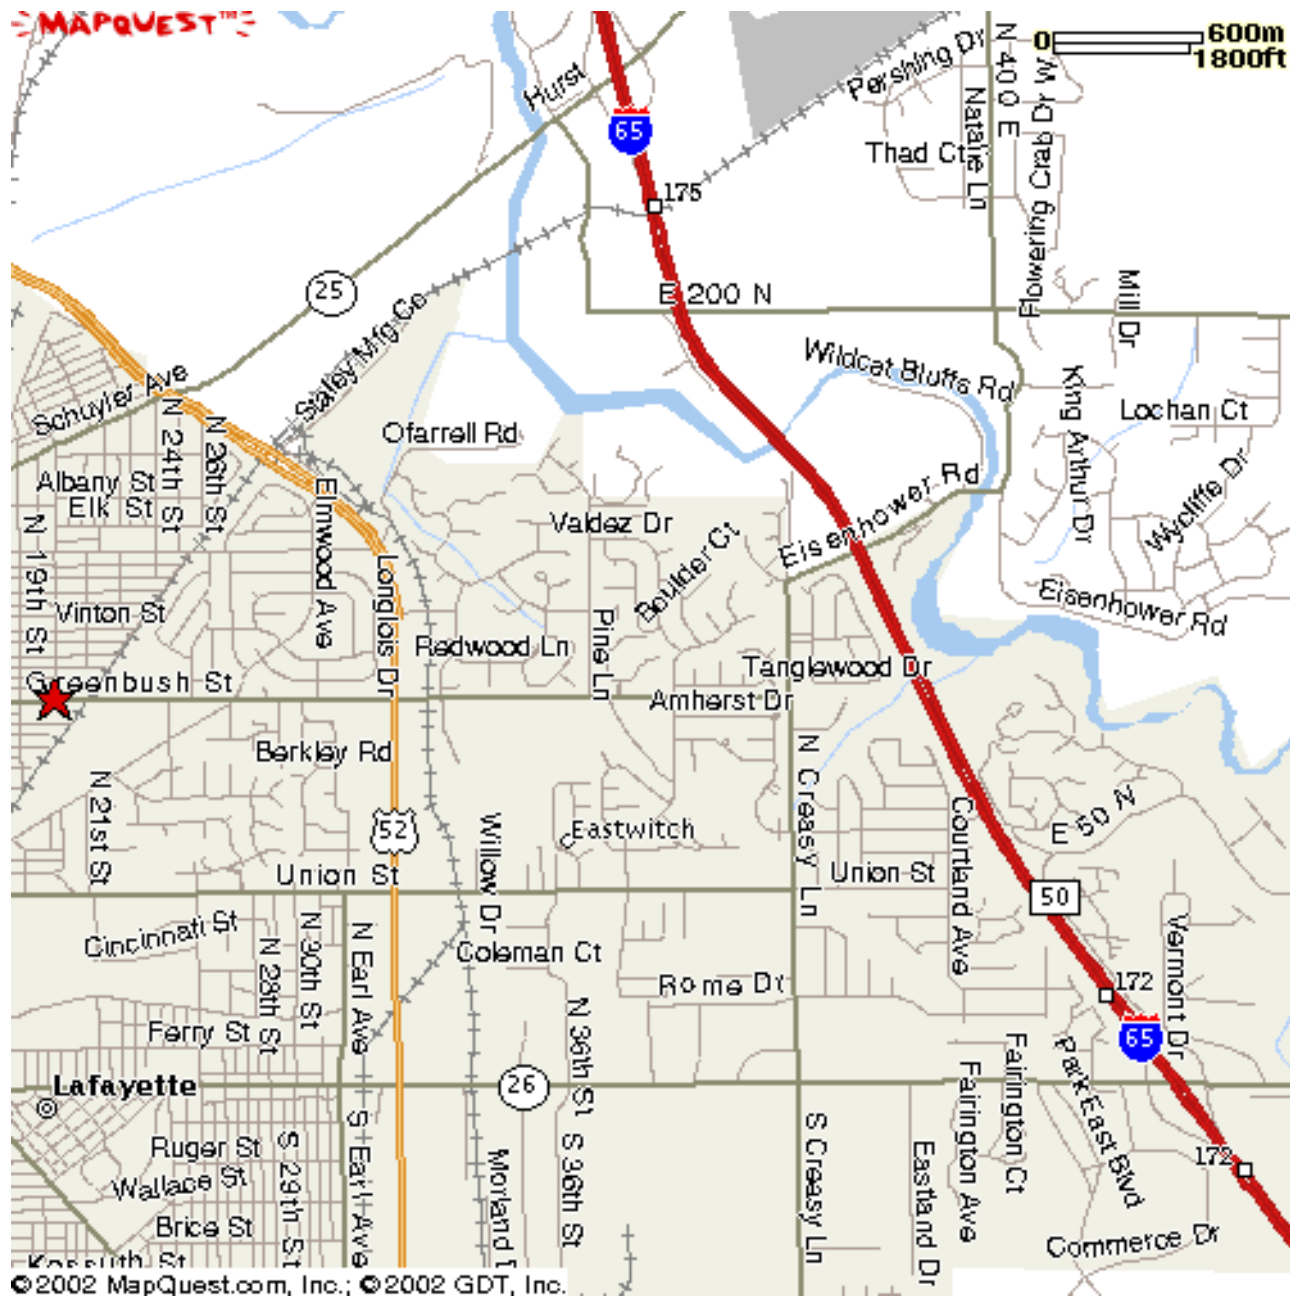 MAPQUEST™
0 600m
1800ft
Hurst
65
Pershing Dr
N 400 E
Natalie Ln
Flowering Crab Dr W
Thad Ct
175
25
E 200 N
Mill Dr
Staley Mfg Co
Wildcat Bluffs Rd
Schuyler Ave
N 24th St
N 26th St
Ofarrell Rd
King Arthur Dr
Lochan Ct
Albany St
Elk St
Elmwood Ave
Valdez Dr
Boulder Ct
Eisenhower Rd
Wycliffe Dr
N 19th St
Vinton St
Longlois Dr
Pine Ln
Redwood Ln
Eisenhower Rd
Tanglewood Dr
Greenbush St
Amherst Dr
Berkley Rd
N 21st St
N Creasy Ln
Courtland Ave
E 50 N
52
Willow Dr
Eastwitch
Union St
Union St
50
Cincinnati St
N 28th St
N 30th St
N Earl Ave
Coleman Ct
Rome Dr
Vermont Dr
172
Ferry St
N 36th St
65
Fairington Ct
Fairington Ave
Park East Blvd
Lafayette
26
Ruger St
Wallace St
S 29th St
S Earl Ave
Morland
S 36th St
S Creasy Ln
Eastland Dr
172
Brice St
Commerce Dr
Kossuth St
©2002 MapQuest.com, Inc.; ©2002 GDT, Inc.